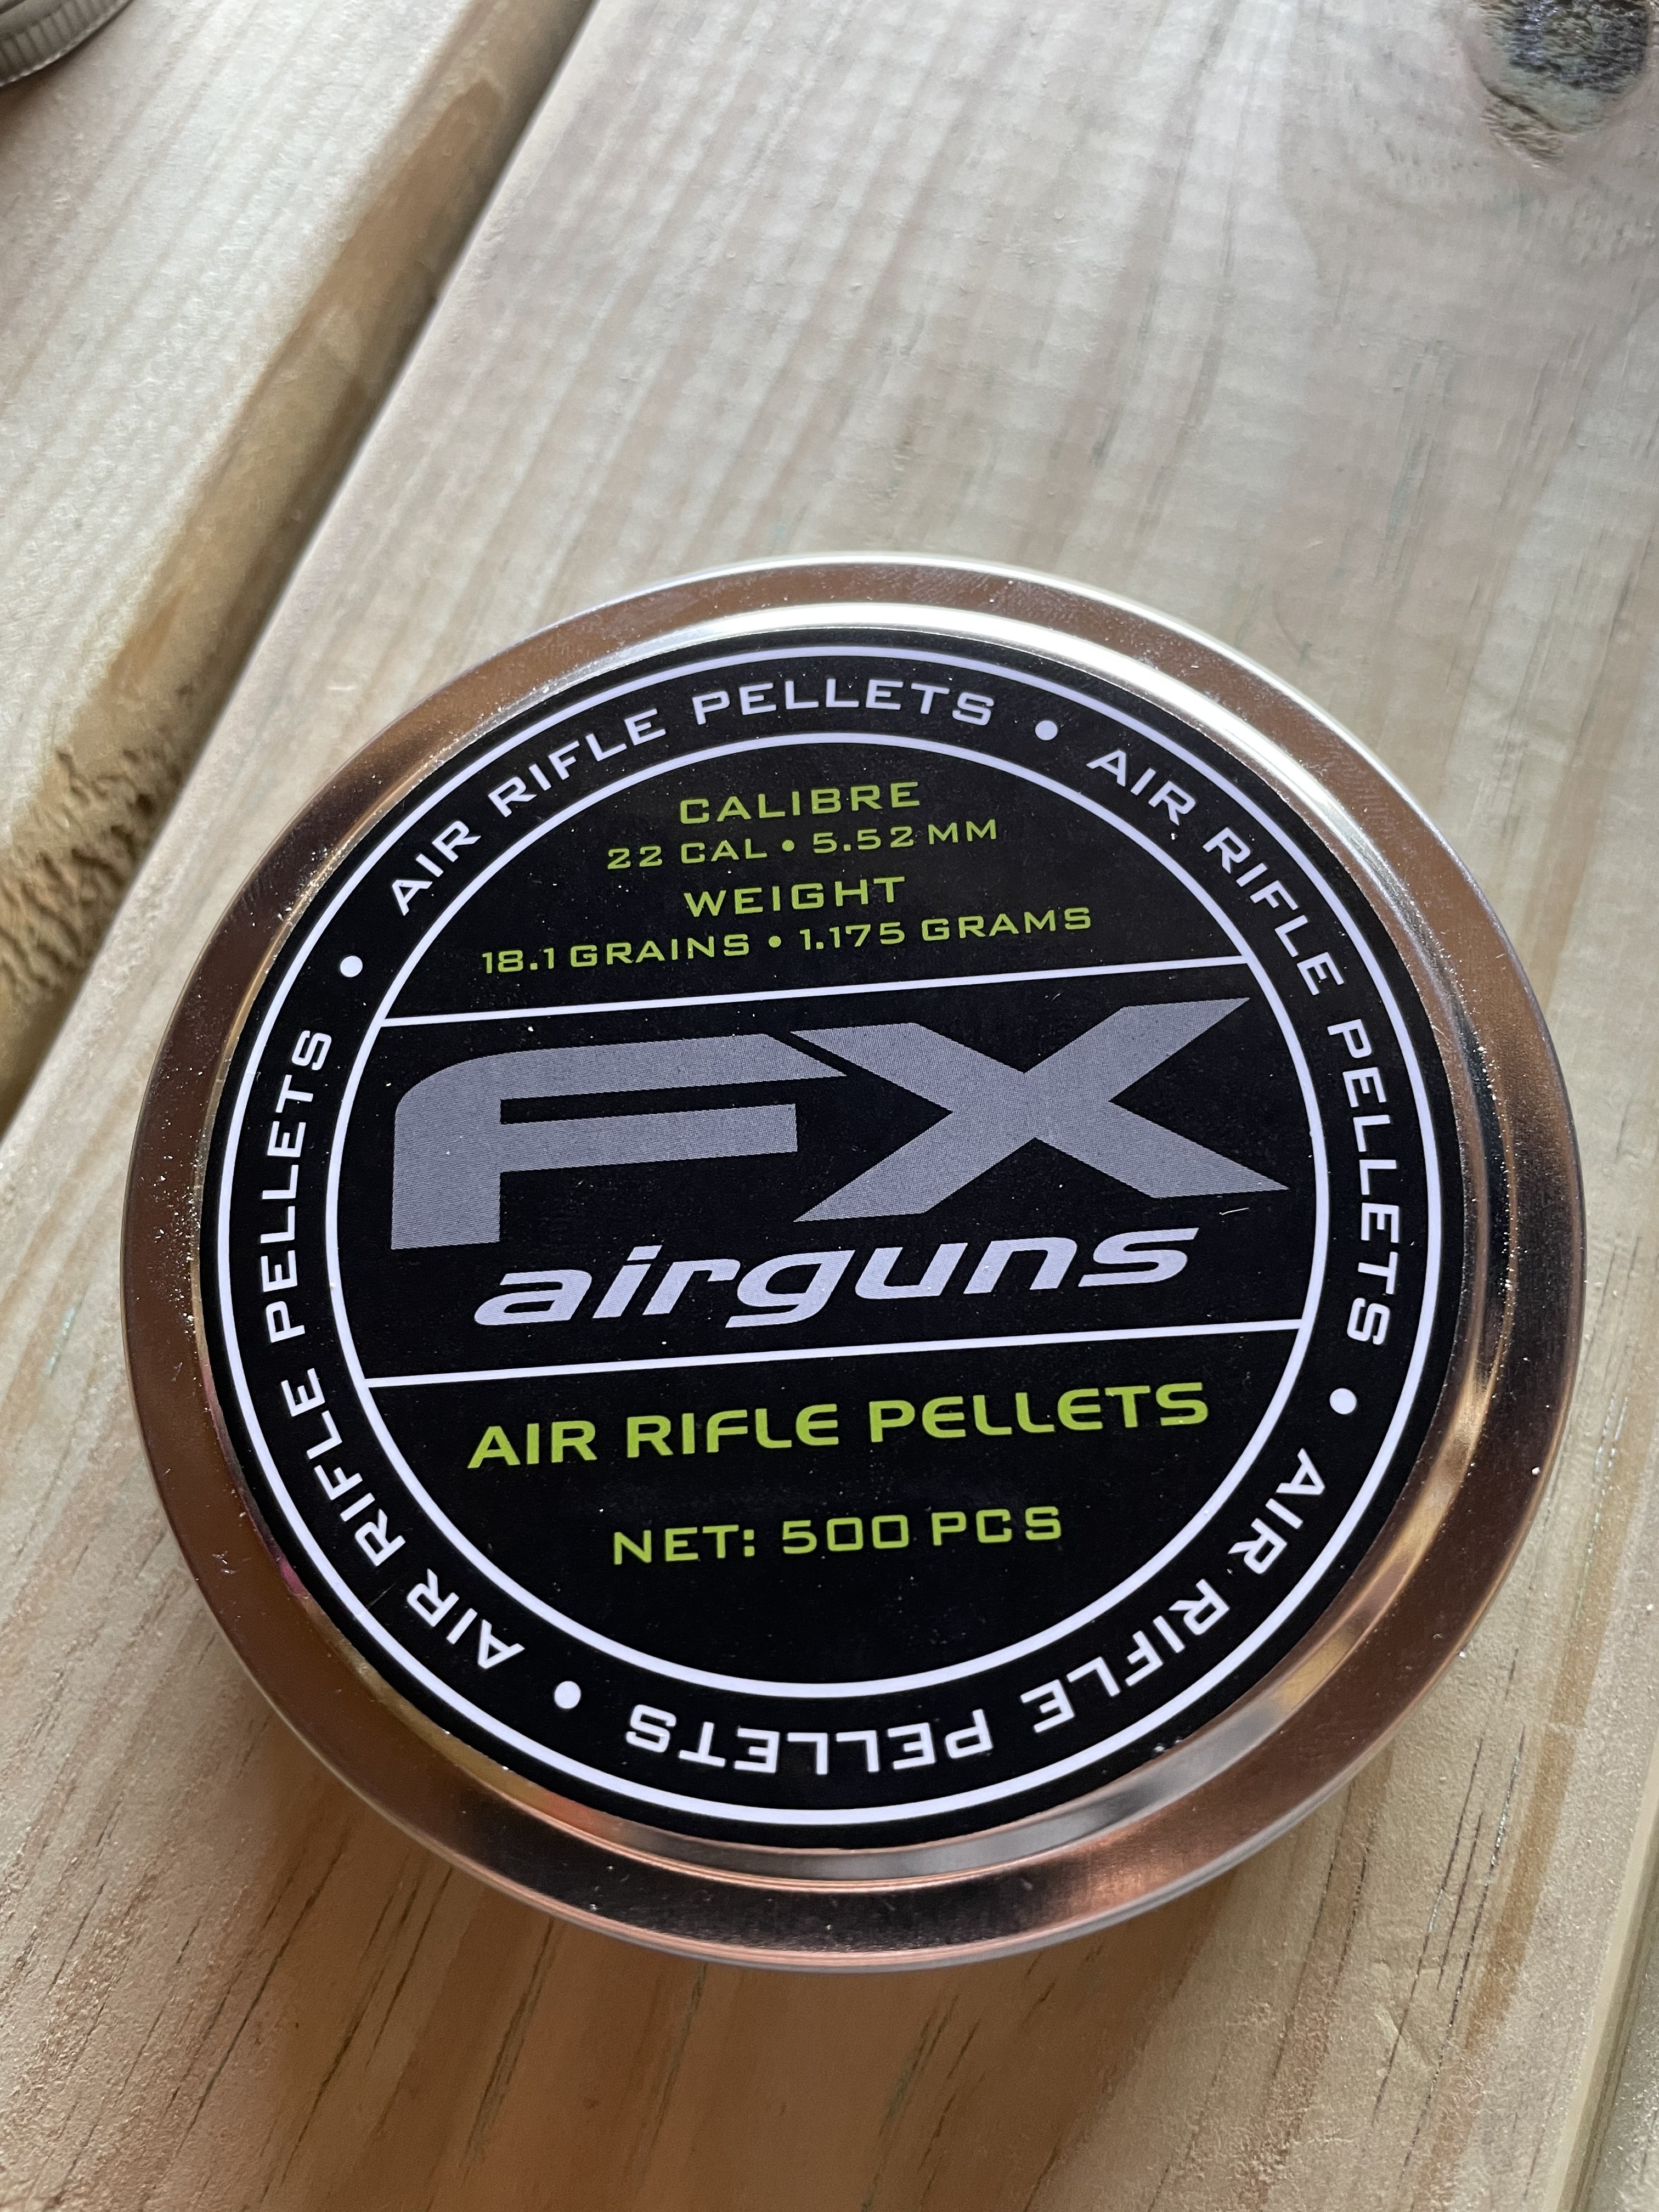 AIR RIFLE PELLETS • AIR RIFLE PELLETS • AIR RIFLE PELLETS • AIR RIFLE PELLETS •
CALIBRE
22 CAL • 5.52 MM
WEIGHT
18.1 GRAINS • 1.175 GRAMS
FX
airguns
AIR RIFLE PELLETS
NET: 500 PCS